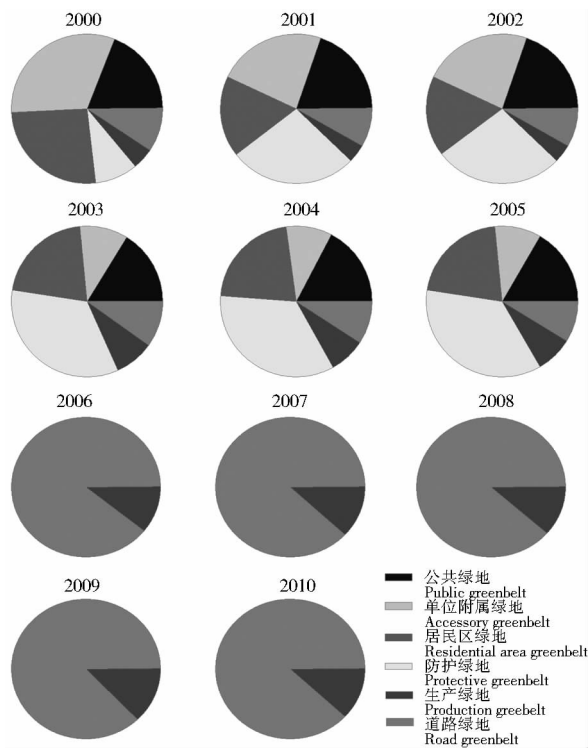 2000
2001
2002
2003
2004
2005
2006
2007
2008
2009
2010
公共绿地
Public greenbelt
单位附属绿地
Accessory greenbelt
居民区绿地
Residential area greenbelt
防护绿地
Protective greenbelt
生产绿地
Production greenbelt
道路绿地
Road greenbelt